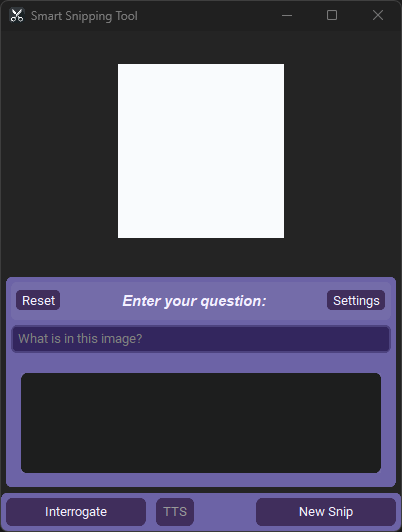 Smart Snipping Tool
Reset Enter your question: Settings
What is in this image?
Interrogate TTS New Snip